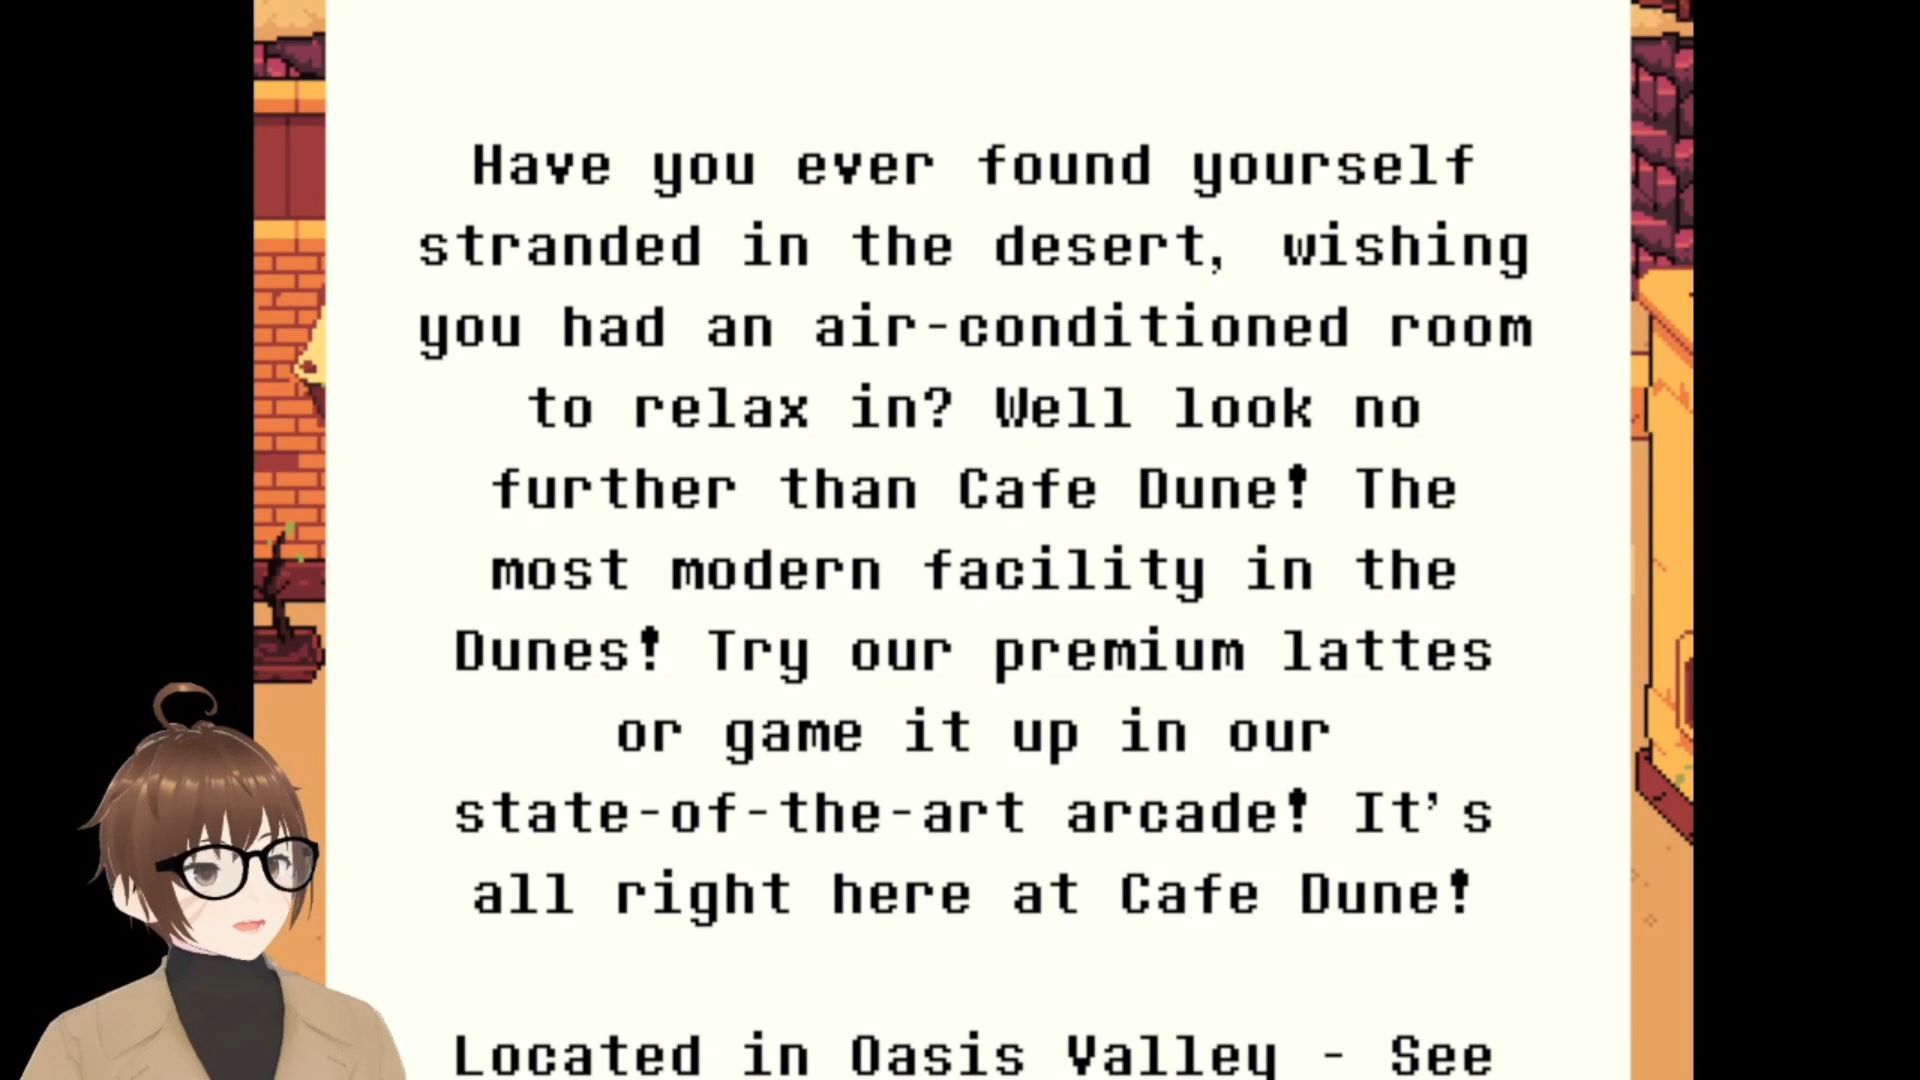 Have you ever found yourself
stranded in the desert, wishing
you had an air-conditioned room
to relax in? Well look no
further than Cafe Dune! The
most modern facility in the
Dunes! Try our premium lattes
or game it up in our
state-of-the-art arcade! It's
all right here at Cafe Dune!
Located in Oasis Valley - See